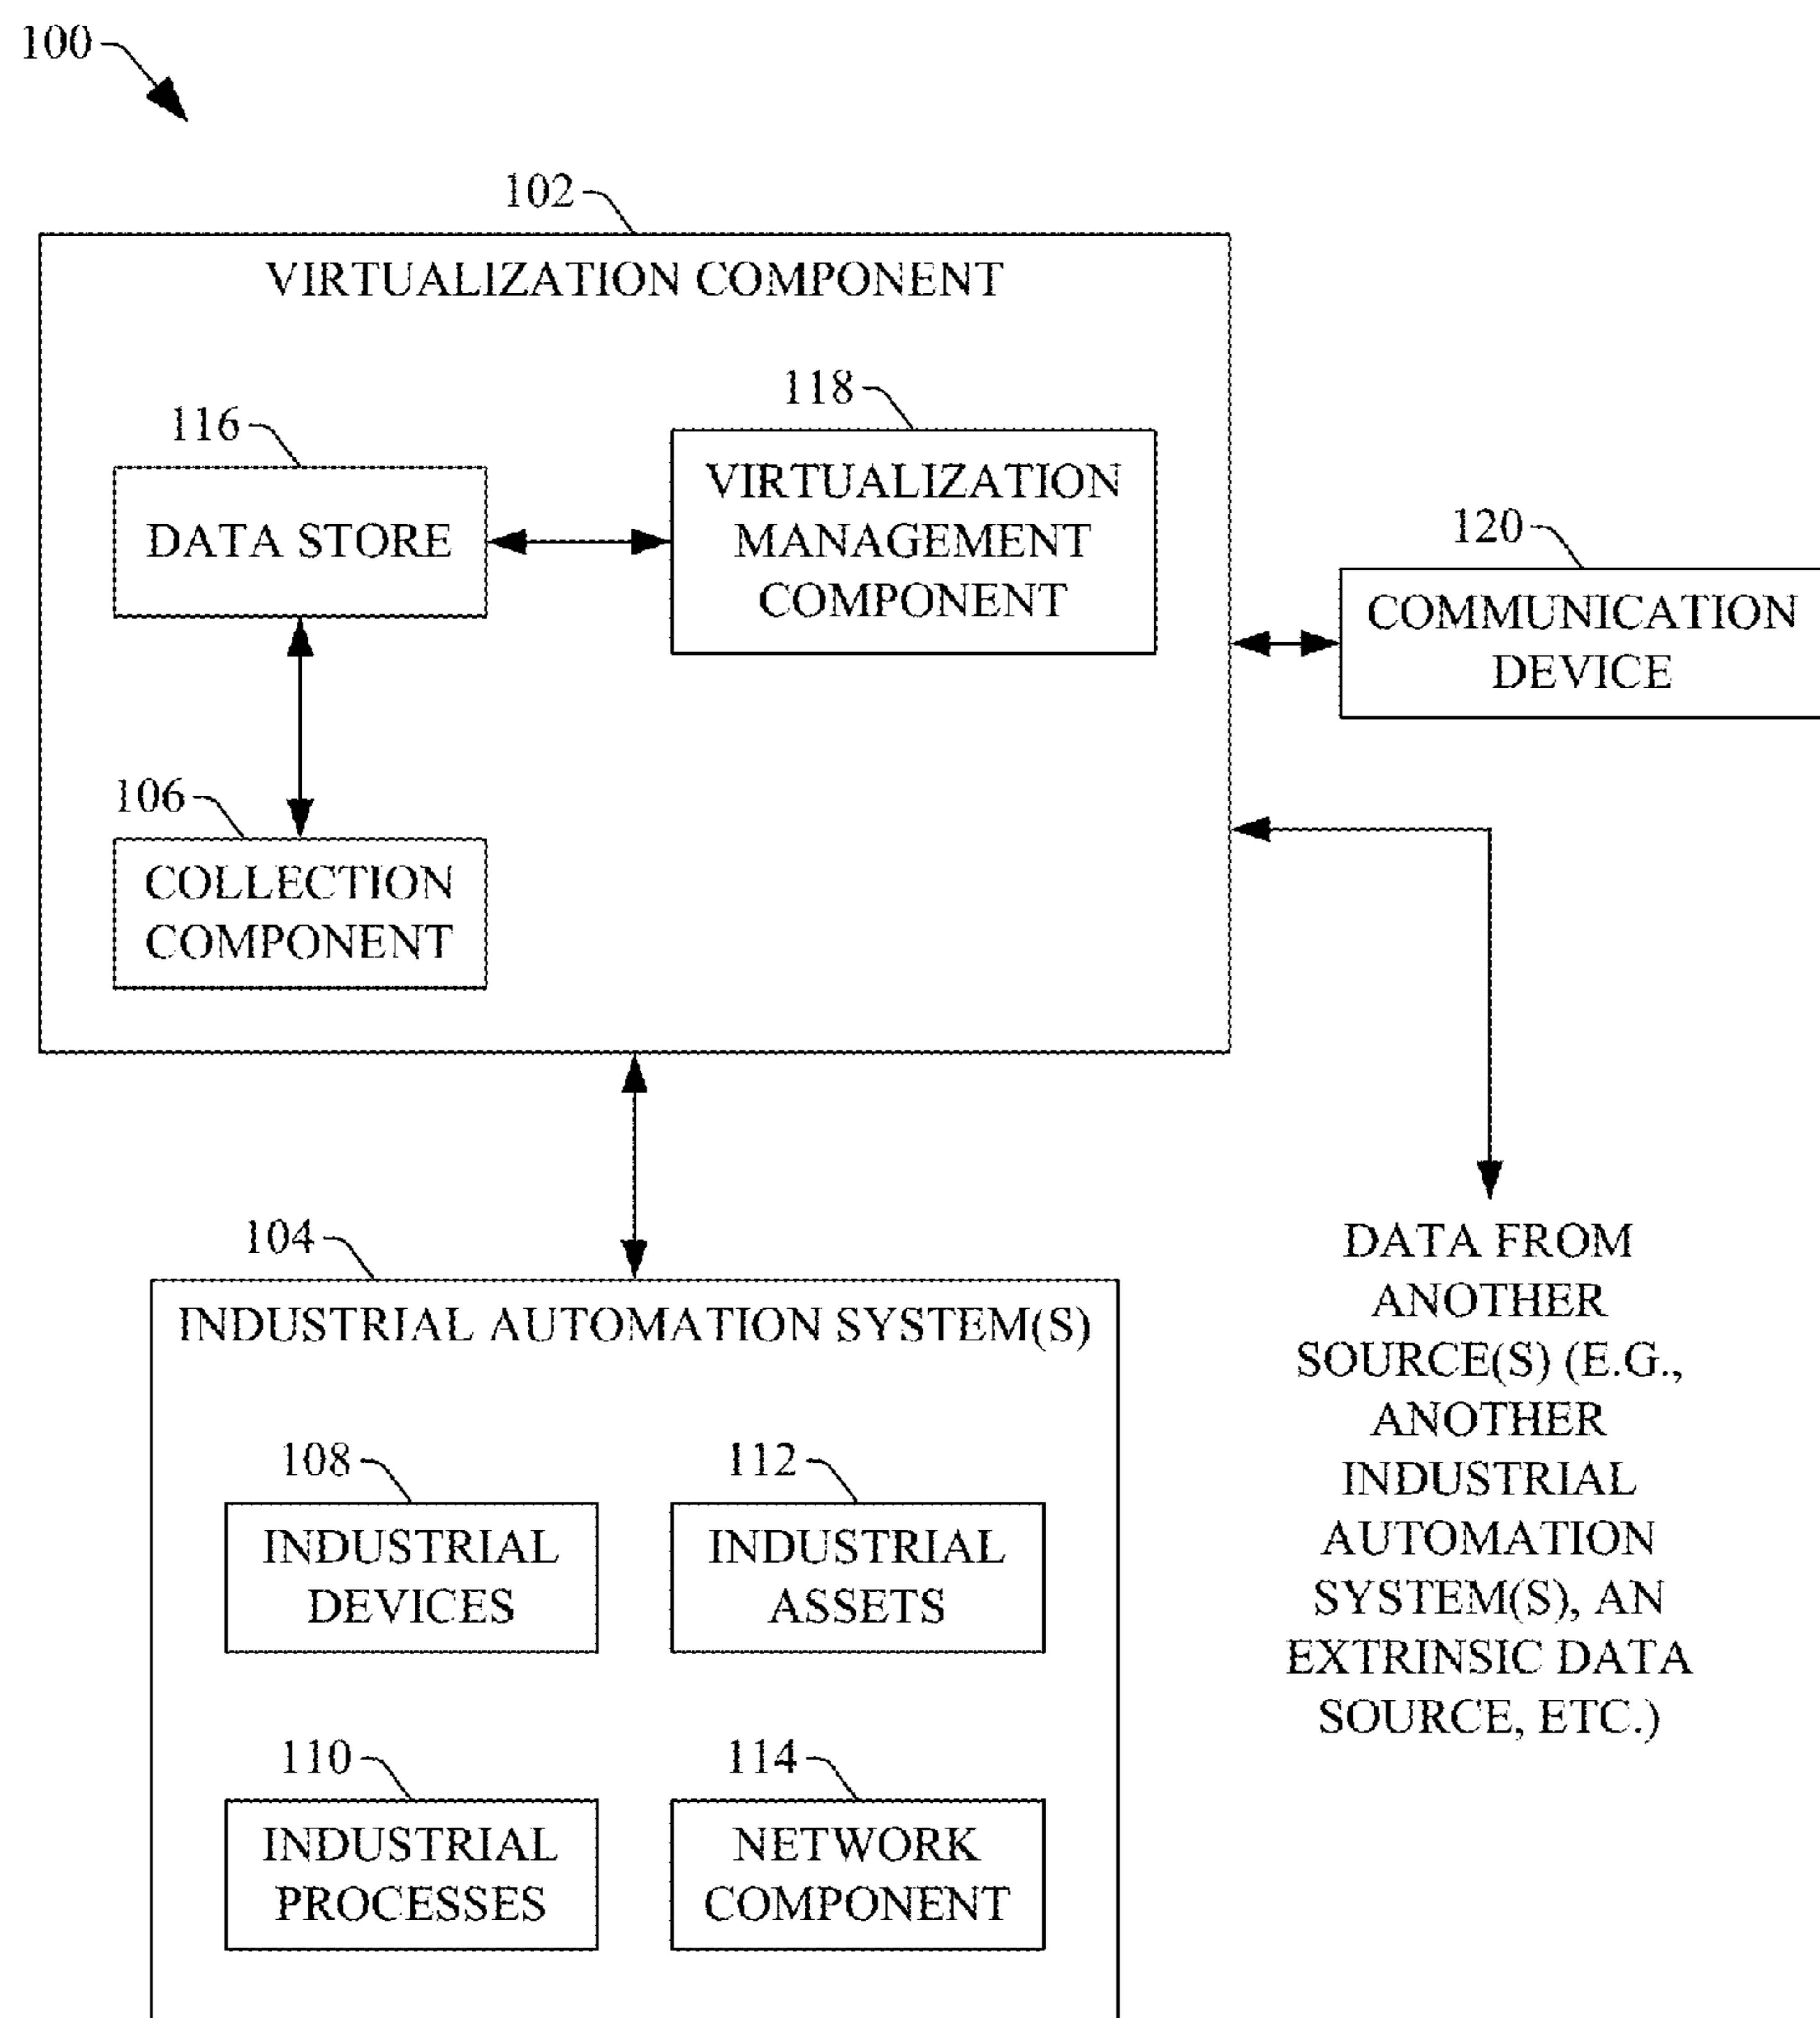 100
102
VIRTUALIZATION COMPONENT
118
116
VIRTUALIZATION
MANAGEMENT
COMPONENT
DATA STORE
120
COMMUNICATION
DEVICE
106
COLLECTION
COMPONENT
104
INDUSTRIAL AUTOMATION SYSTEM(S)
108
INDUSTRIAL
DEVICES
112
INDUSTRIAL
ASSETS
110
INDUSTRIAL
PROCESSES
114
NETWORK
COMPONENT
DATA FROM
ANOTHER
SOURCE(S) (E.G.,
ANOTHER
INDUSTRIAL
AUTOMATION
SYSTEM(S), AN
EXTRINSIC DATA
SOURCE, ETC.)